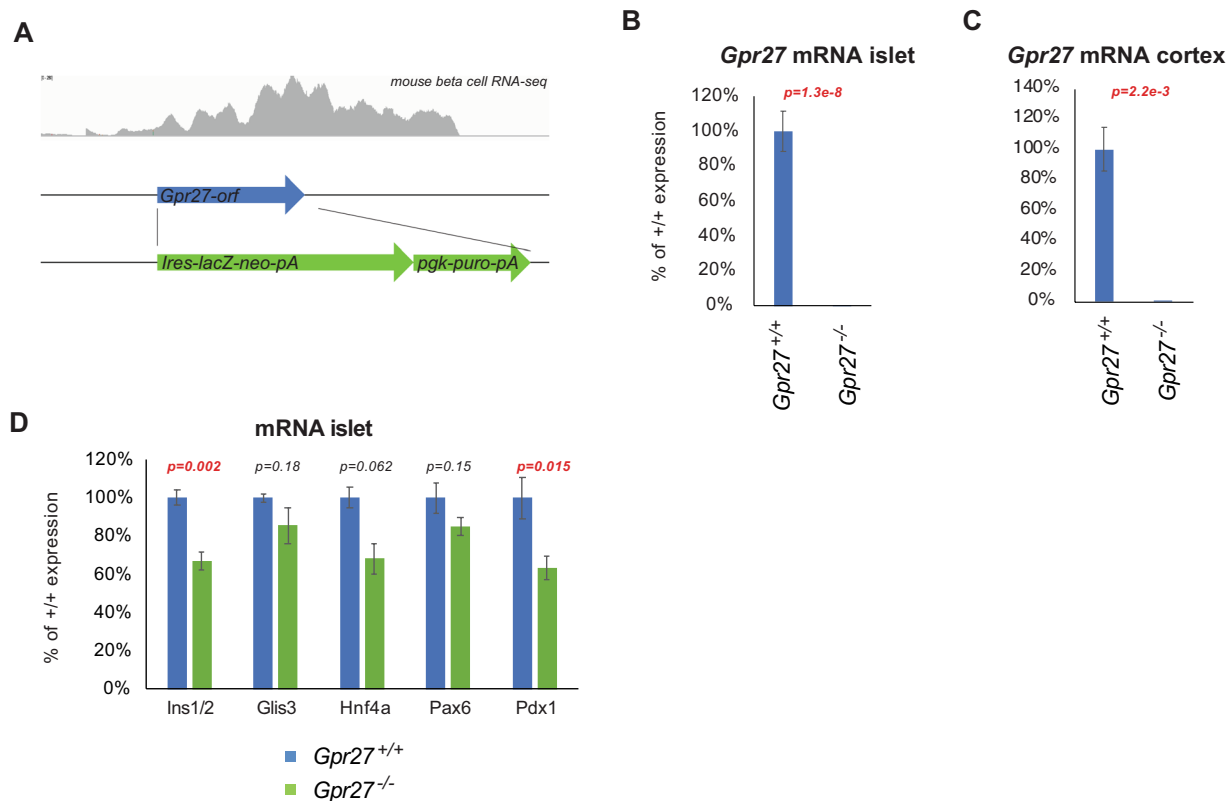 A
[1 - 28]
mouse beta cell RNA-seq
Gpr27-orf
Ires-lacZ-neo-pA
pgk-puro-pA
B
Gpr27 mRNA islet
p=1.3e-8
% of +/+ expression
120%
100%
80%
60%
40%
20%
0%
Gpr27+/+
Gpr27-/-
C
Gpr27 mRNA cortex
p=2.2e-3
140%
120%
100%
80%
60%
40%
20%
0%
Gpr27+/+
Gpr27-/-
D
mRNA islet
% of +/+ expression
120%
100%
80%
60%
40%
20%
0%
p=0.002
p=0.18
p=0.062
p=0.15
p=0.015
Ins1/2
Glis3
Hnf4a
Pax6
Pdx1
Gpr27+/+
Gpr27-/-